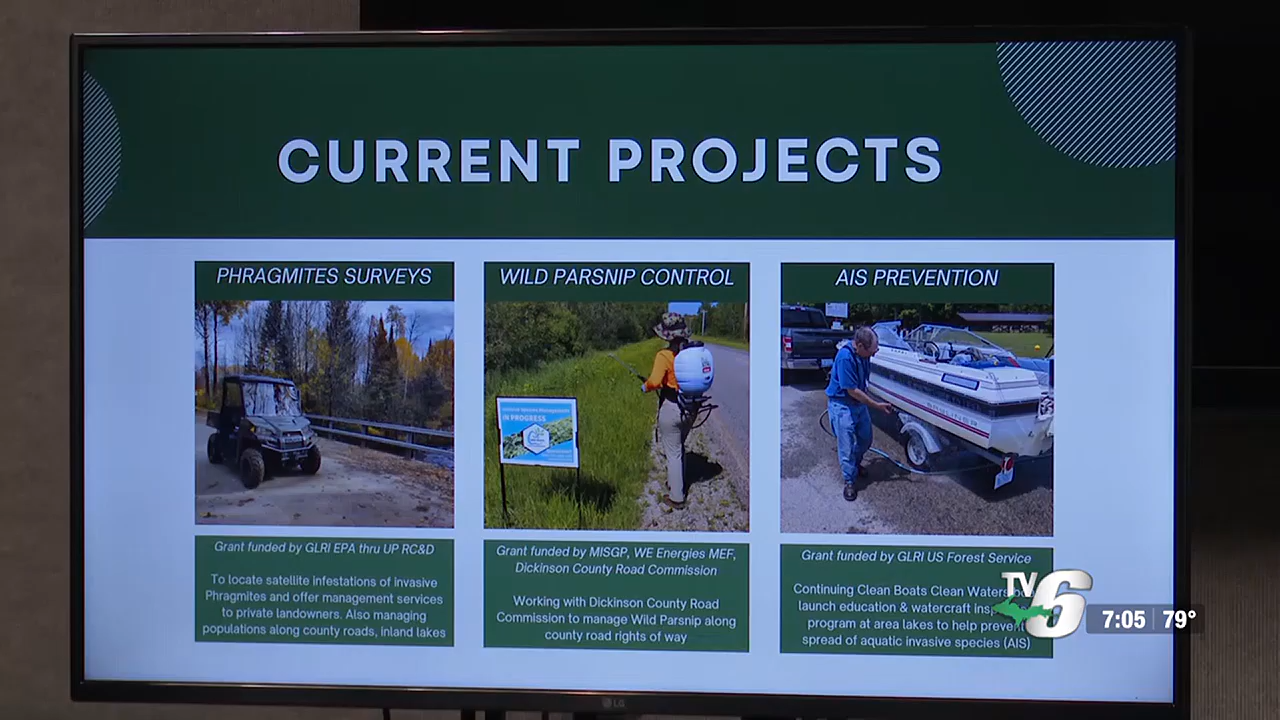 CURRENT PROJECTS
PHRAGMITES SURVEYS
WILD PARSNIP CONTROL
AIS PREVENTION
IN PROGRESS
Grant funded by GLRI EPA thru UP RC&D
To locate satellite infestations of invasive
Phragmites and offer management services
to private landowners. Also managing
populations along county roads, inland lakes
Grant funded by MISGP, WE Energies MEF,
Dickinson County Road Commission
Working with Dickinson County Road
Commission to manage Wild Parsnip along
county road rights of way
Grant funded by GLRI US Forest Service
Continuing Clean Boats Clean Waters
launch education & watercraft
program at area lakes to help prevent
spread of aquatic invasive species (AIS)
TV6
7:05 79°
LG